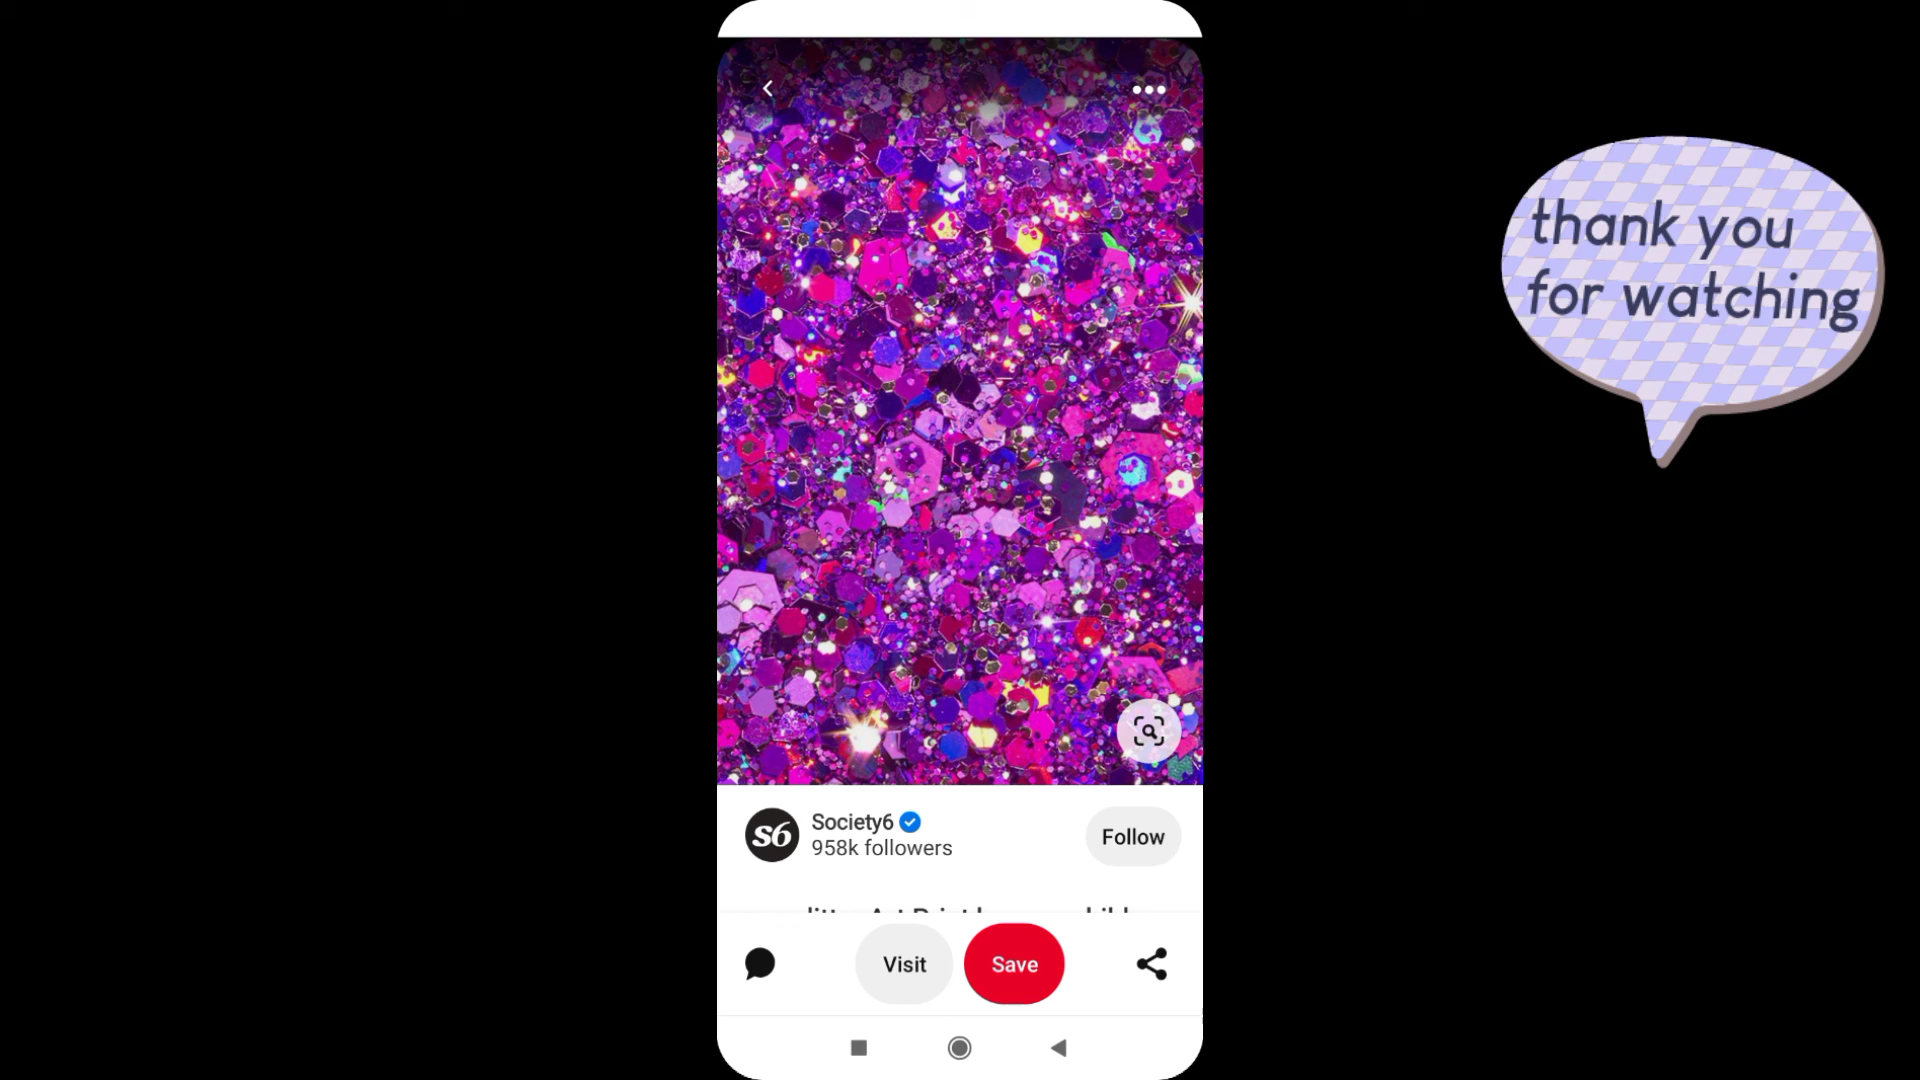 thank you
for watching
S6
Society6
958k followers
Follow
Visit
Save